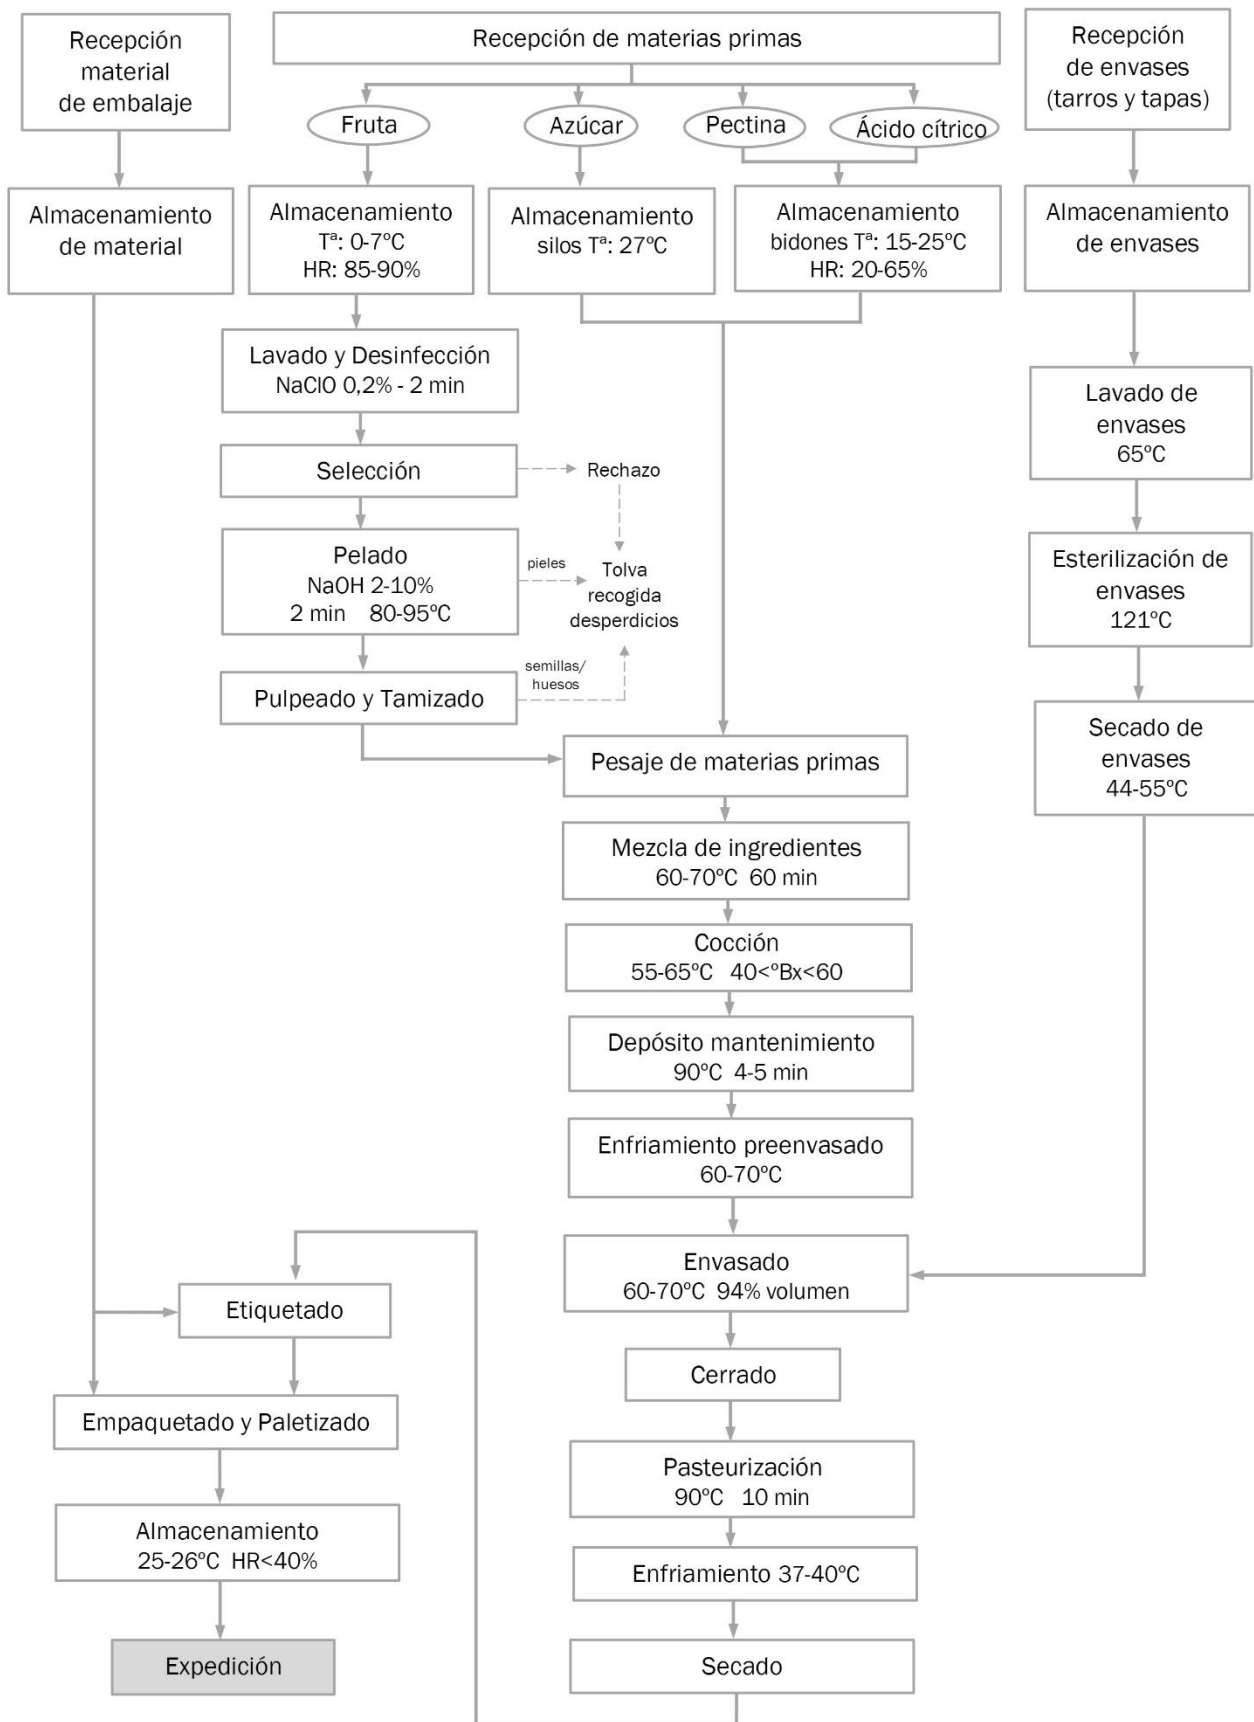 Recepción
material
de embalaje
Recepción de materias primas
Recepción
de envases
(tarros y tapas)
Fruta
Azúcar
Pectina
Ácido cítrico
Almacenamiento
de material
Almacenamiento
Tª: 0-7ºC
HR: 85-90%
Almacenamiento
silos Tª: 27ºC
Almacenamiento
bidones Tª: 15-25ºC
HR: 20-65%
Almacenamiento
de envases
Lavado y Desinfección
NaClO 0,2% - 2 min
Lavado de
envases
65ºC
Selección
Rechazo
Pelado
NaOH 2-10%
2 min 80-95ºC
pieles
Tolva
recogida
desperdicios
Esterilización de
envases
121ºC
Pulpeado y Tamizado
semillas/
huesos
Secado de
envases
44-55ºC
Pesaje de materias primas
Mezcla de ingredientes
60-70ºC 60 min
Cocción
55-65ºC 40<ºBx<60
Depósito mantenimiento
90ºC 4-5 min
Enfriamiento preenvasado
60-70ºC
Envasado
60-70ºC 94% volumen
Etiquetado
Cerrado
Empaquetado y Paletizado
Pasteurización
90ºC 10 min
Almacenamiento
25-26ºC HR<40%
Enfriamiento 37-40ºC
Expedición
Secado